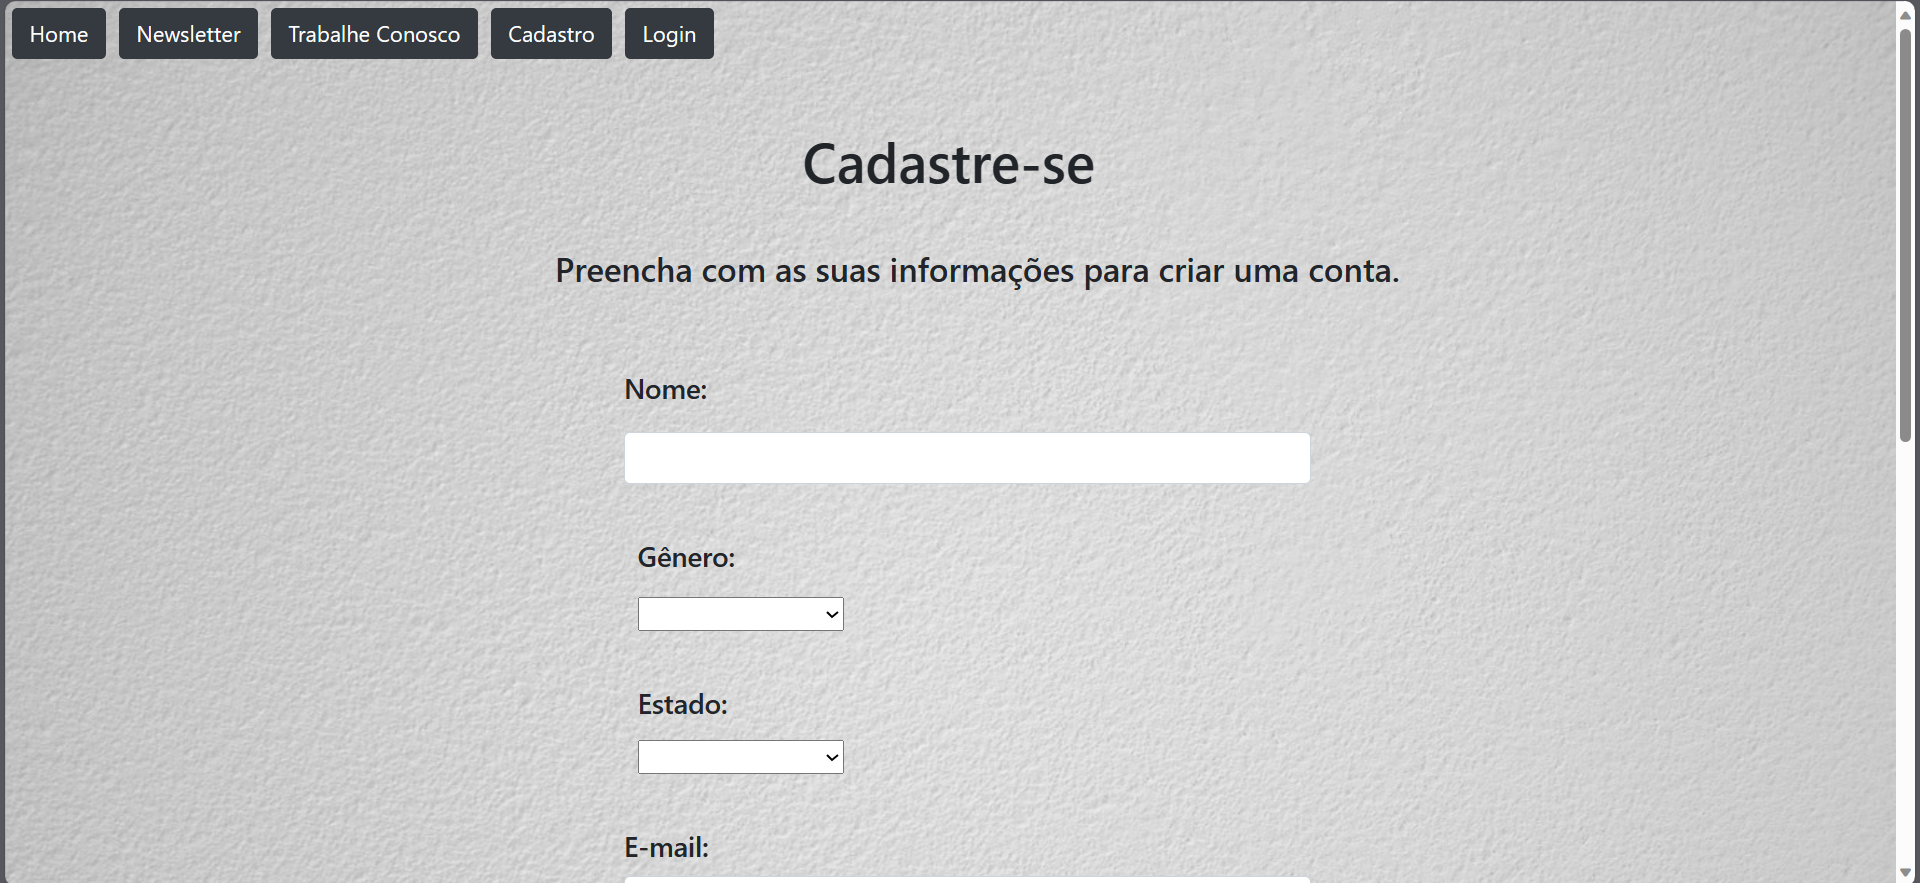 Home Newsletter Trabalhe Conosco Cadastro Login
Cadastre-se
Preencha com as suas informações para criar uma conta.
Nome:
Gênero:
Estado:
E-mail: